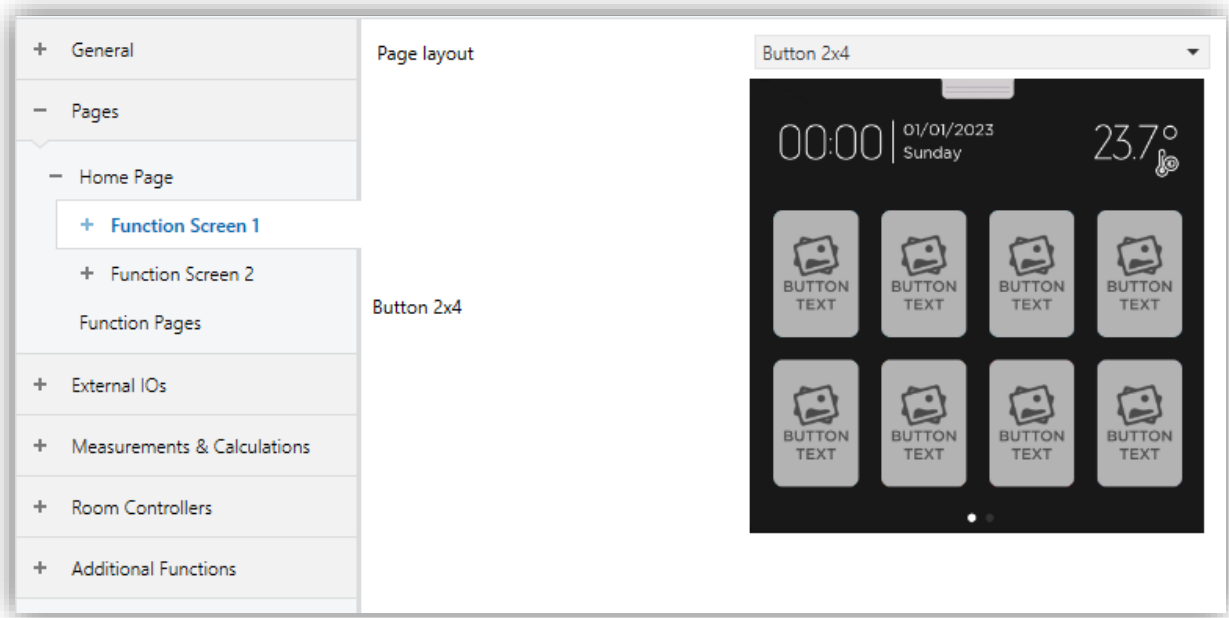 General
Pages
Home Page
Function Screen 1
Function Screen 2
Function Pages
External IOs
Measurements & Calculations
Room Controllers
Additional Functions
Page layout
Button 2x4
Button 2x4
00:00
01/01/2023
Sunday
23.7°
BUTTON
TEXT
BUTTON
TEXT
BUTTON
TEXT
BUTTON
TEXT
BUTTON
TEXT
BUTTON
TEXT
BUTTON
TEXT
BUTTON
TEXT